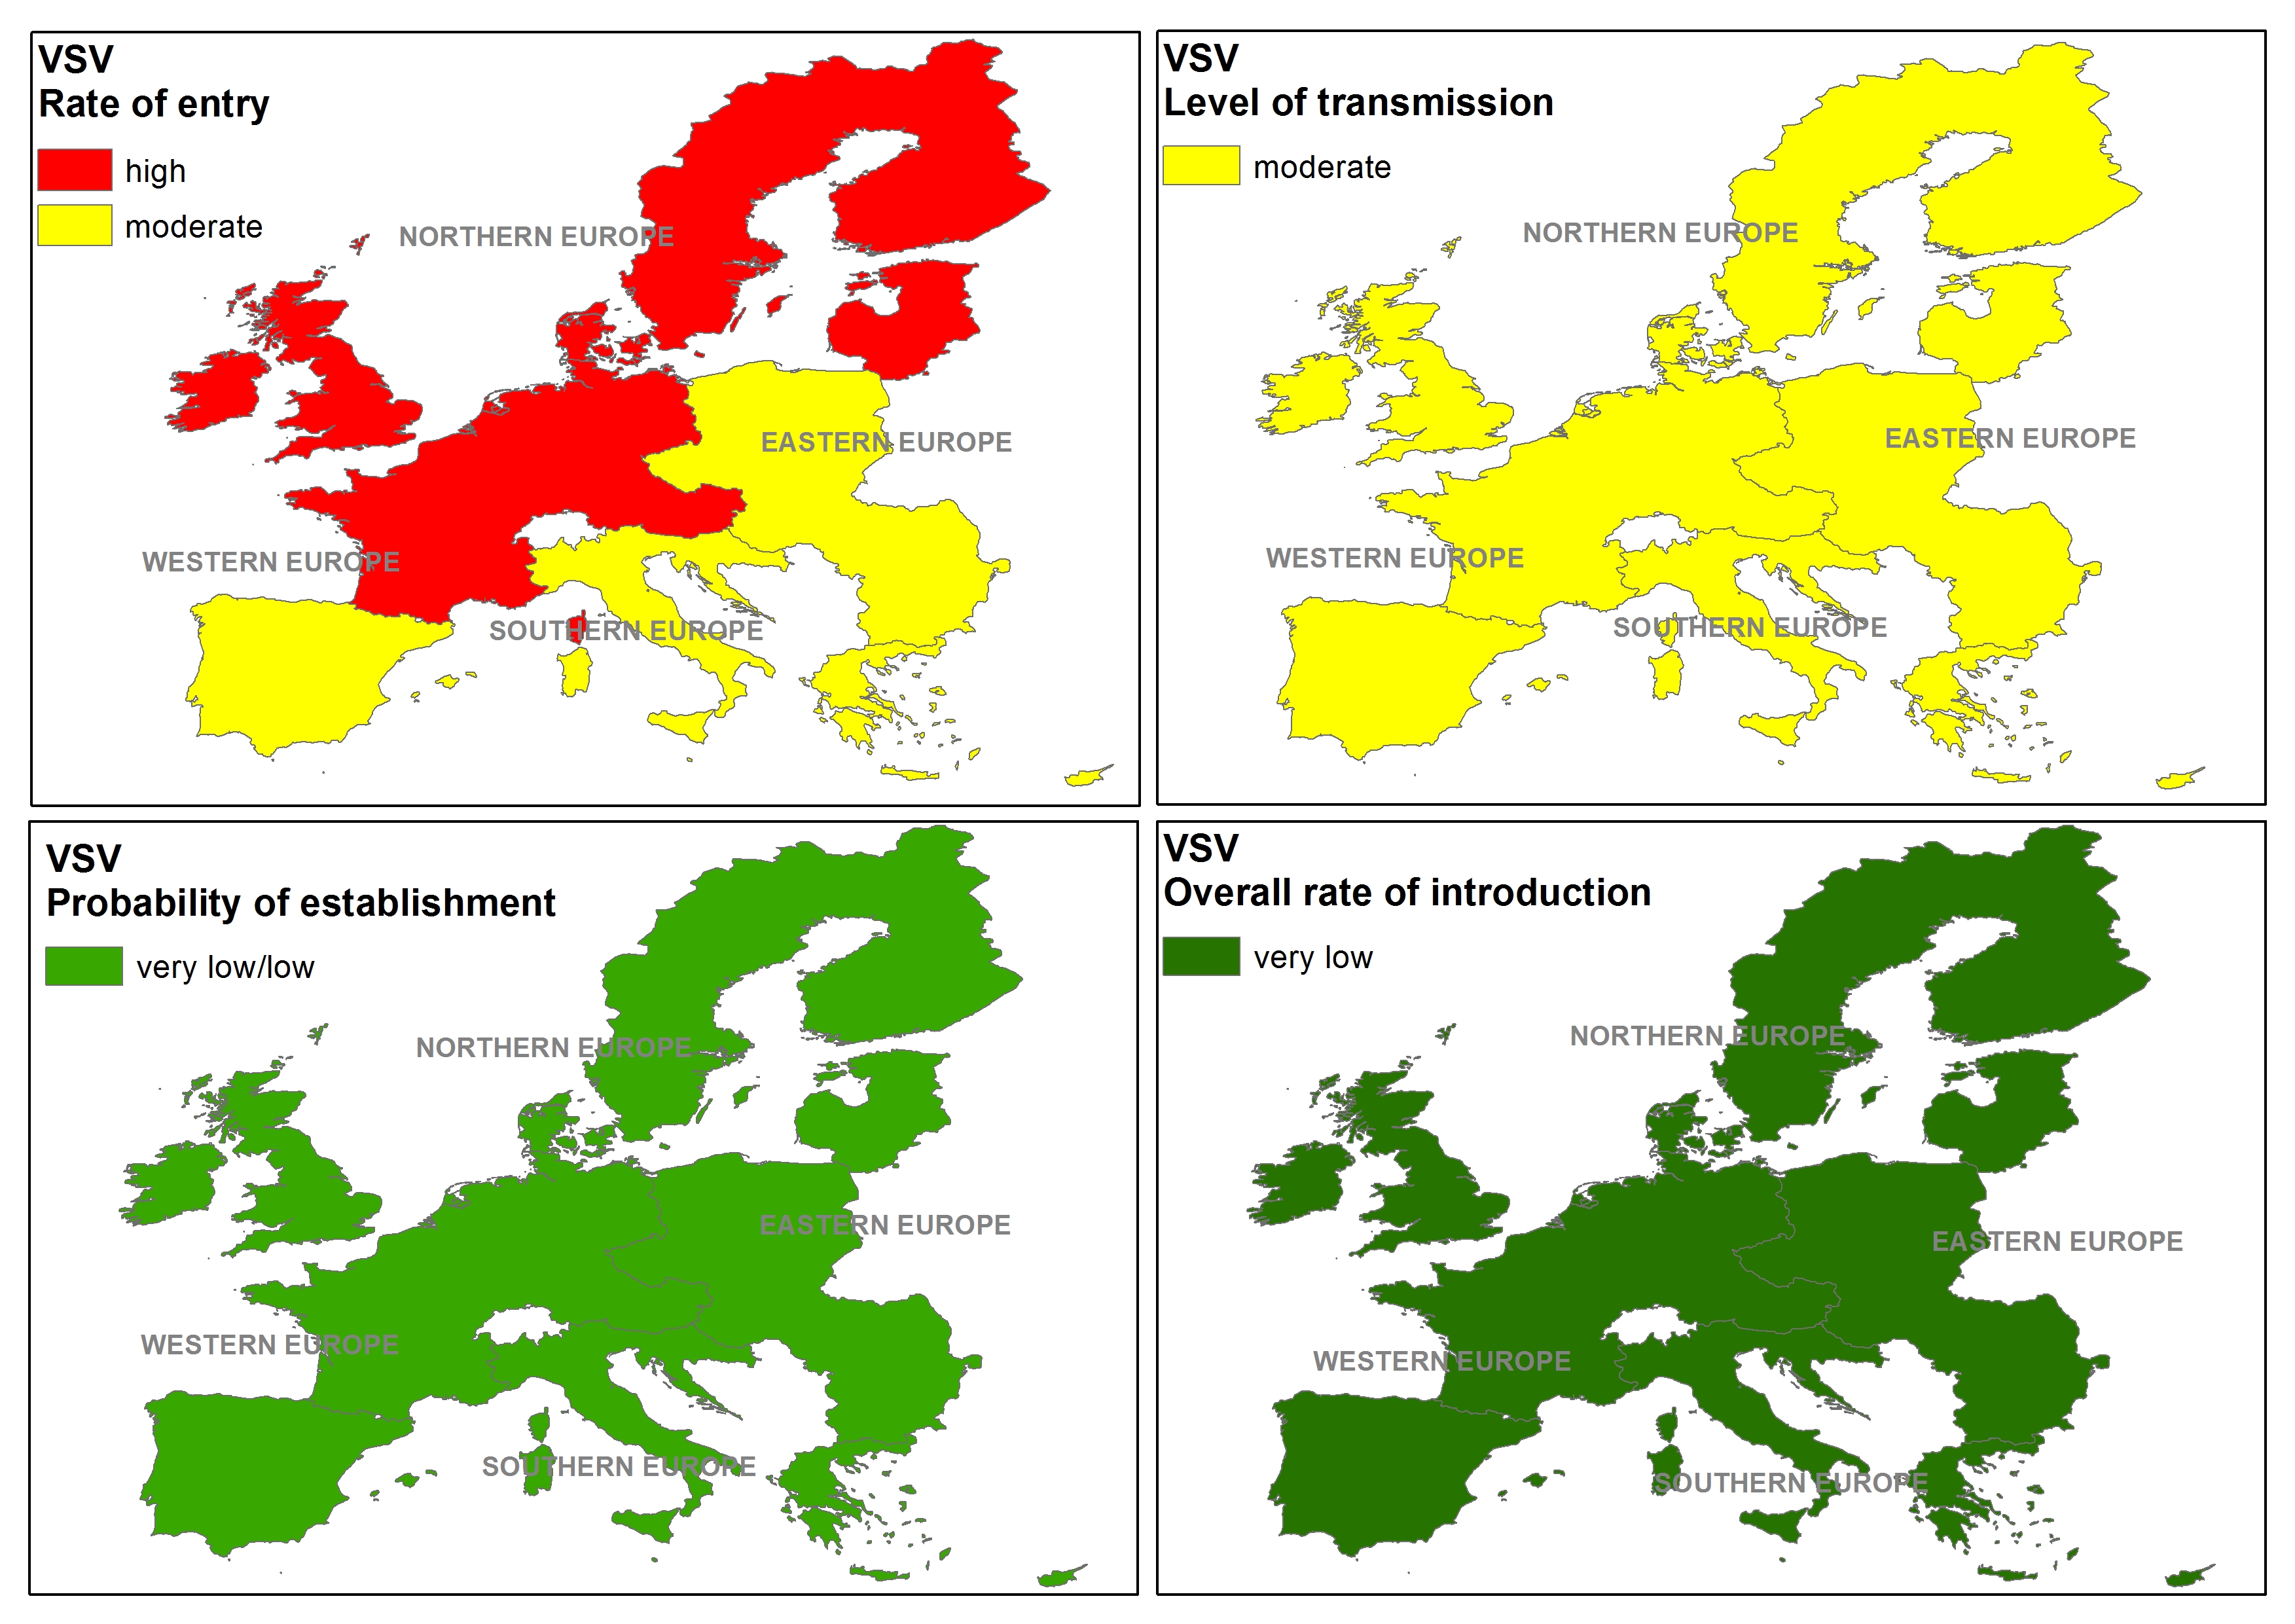 VSV
Rate of entry
high
moderate
NORTHERN EUROPE
EASTERN EUROPE
WESTERN EUROPE
SOUTHERN EUROPE
VSV
Level of transmission
moderate
NORTHERN EUROPE
EASTERN EUROPE
WESTERN EUROPE
SOUTHERN EUROPE
VSV
Probability of establishment
very low/low
NORTHERN EUROPE
EASTERN EUROPE
WESTERN EUROPE
SOUTHERN EUROPE
VSV
Overall rate of introduction
very low
NORTHERN EUROPE
EASTERN EUROPE
WESTERN EUROPE
SOUTHERN EUROPE